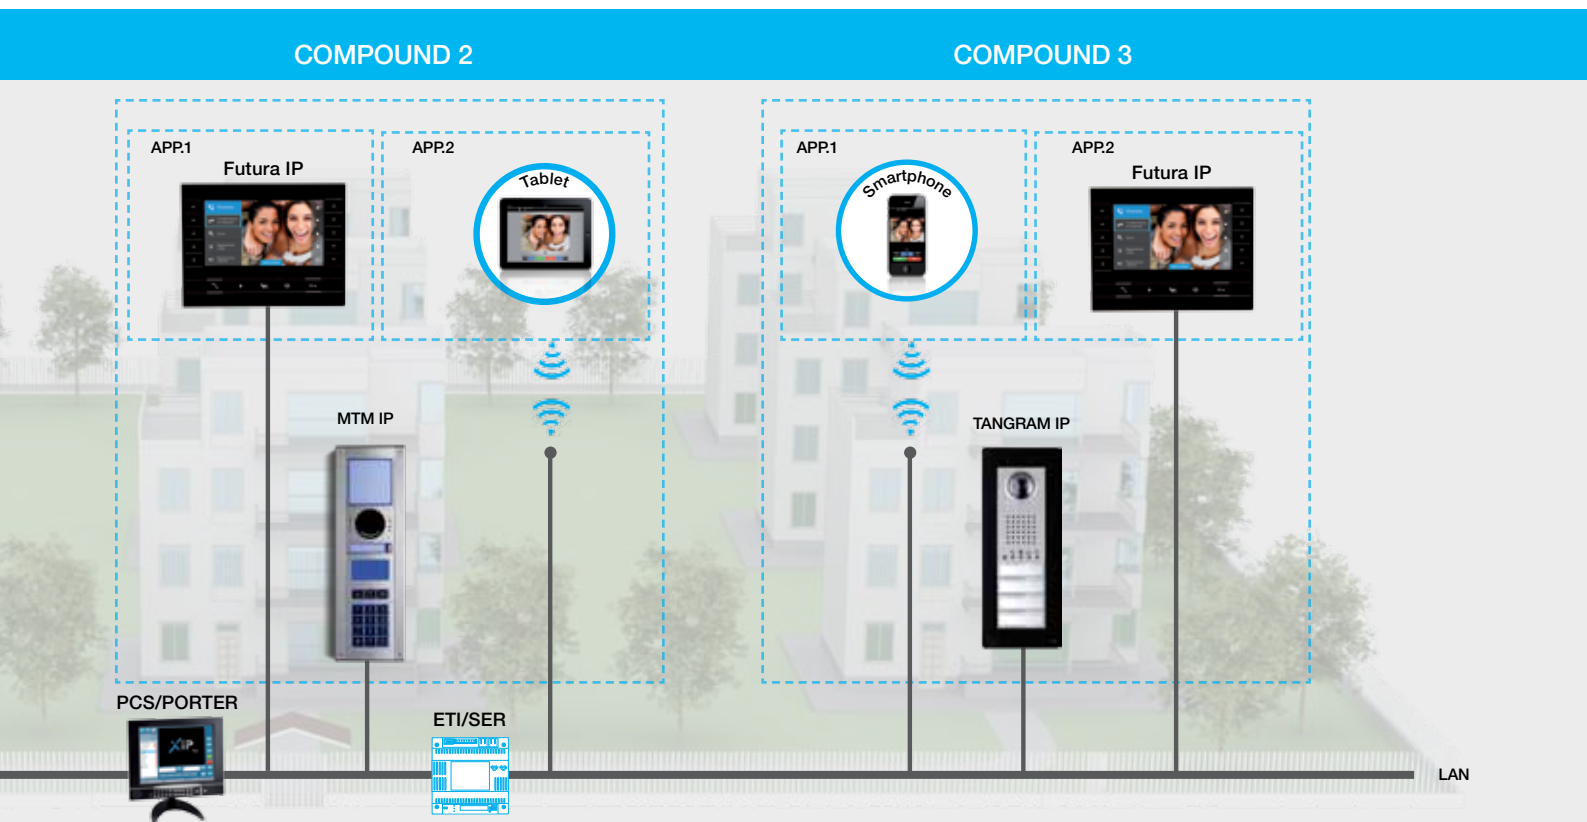 COMPOUND 2
COMPOUND 3
APP.1
Futura IP
APP.2
Tablet
APP.1
Smartphone
APP.2
Futura IP
MTM IP
TANGRAM IP
PCS/PORTER
XiP
ETI/SER
LAN